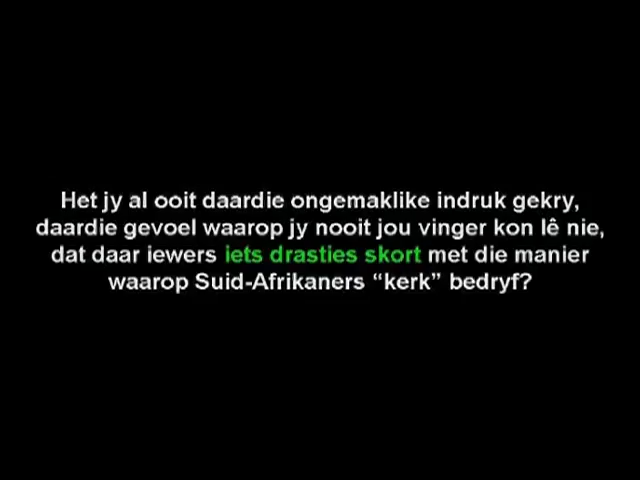 Het jy al ooit daardie ongemaklike indruk gekry,
daardie gevoel waarop jy nooit jou vinger kon lê nie,
dat daar iewers iets drasties skort met die manier
waarop Suid-Afrikaners “kerk” bedryf?